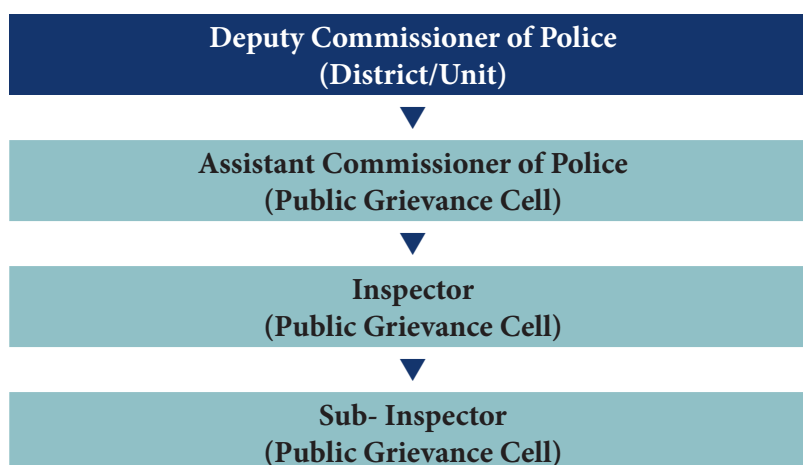 Deputy Commissioner of Police
(District/Unit)
Assistant Commissioner of Police
(Public Grievance Cell)
Inspector
(Public Grievance Cell)
Sub- Inspector
(Public Grievance Cell)